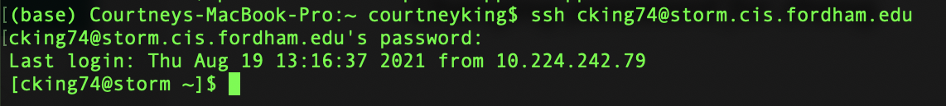 [(base) Courtneys-MacBook-Pro:~ courtneyking$ ssh cking74@storm.cis.fordham.edu
[cking74@storm.cis.fordham.edu's password:
Last login: Thu Aug 19 13:16:37 2021 from 10.224.242.79
[cking74@storm ~]$